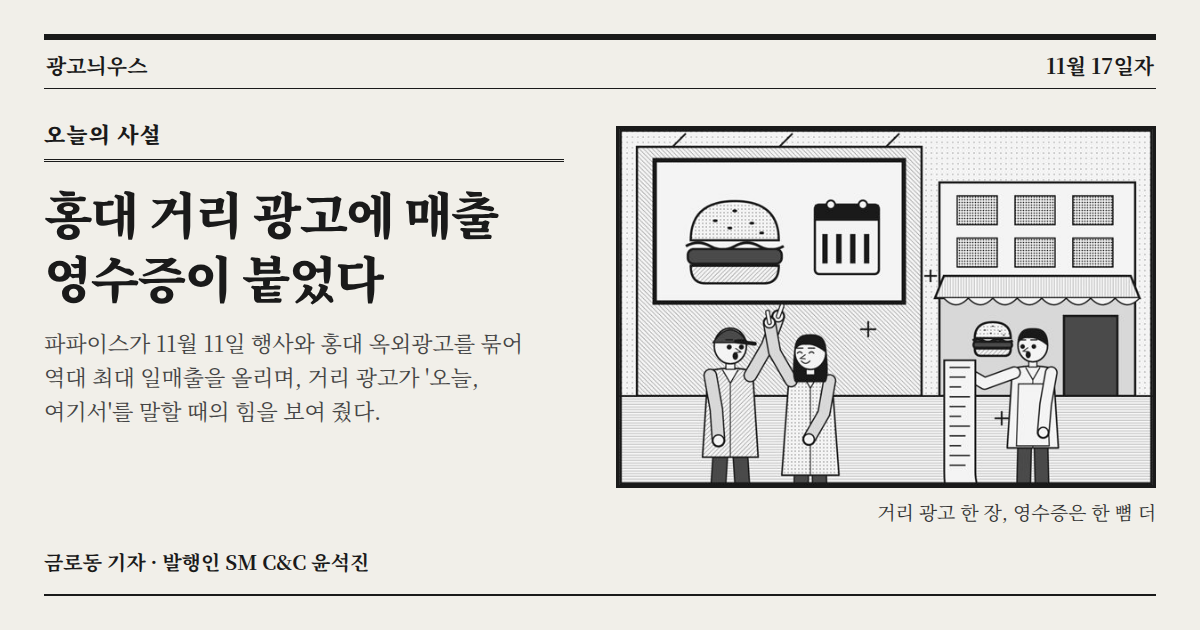 광고늬우스
11월 17일자
오늘의 사설
홍대 거리 광고에 매출
영수증이 붙었다
파파이스가 11월 11일 행사와 홍대 옥외광고를 묶어
역대 최대 일매출을 올리며, 거리 광고가 '오늘,
여기서'를 말할 때의 힘을 보여 줬다.
거리 광고 한 장, 영수증은 한 뼘 더
금로동 기자 · 발행인 SM C&C 윤석진